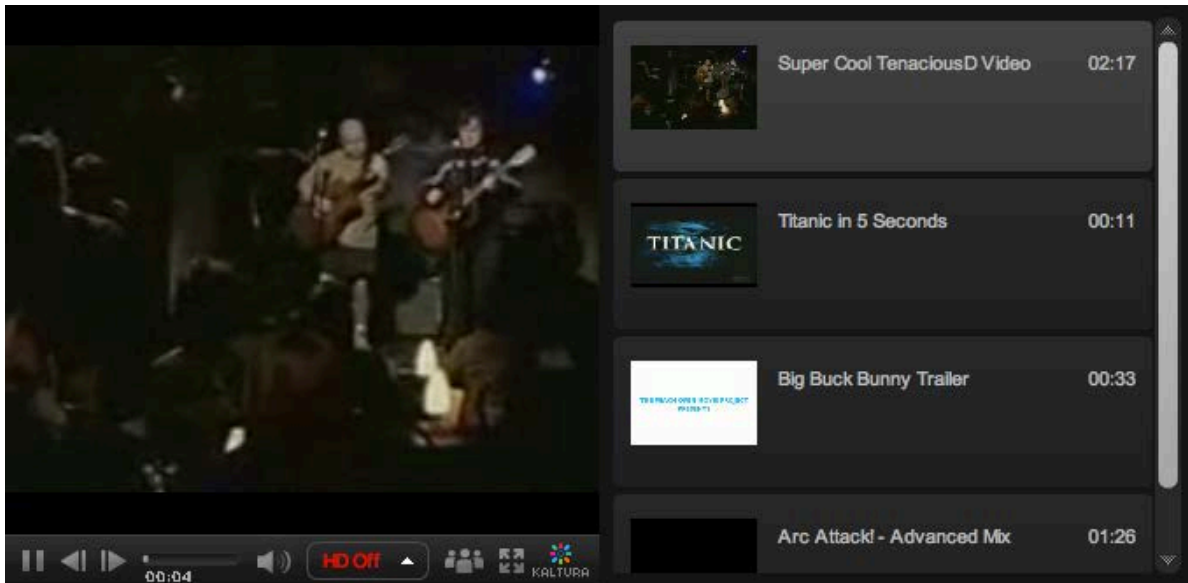 Super Cool TenaciousD Video 02:17
TITANIC
Titanic in 5 Seconds 00:11
Big Buck Bunny Trailer 00:33
Arc Attack! - Advanced Mix 01:26
00:04
HD Off
KALTURA